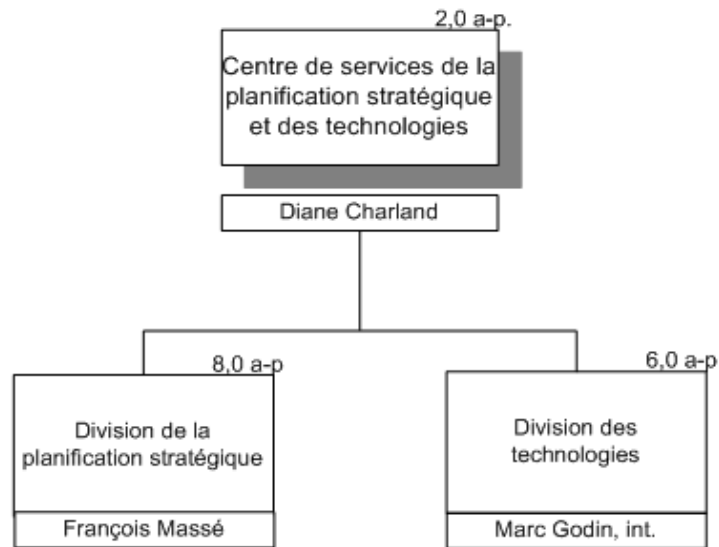 2,0 a-p.
Centre de services de la
planification stratégique
et des technologies
Diane Charland
8,0 a-p
Division de la
planification stratégique
François Massé
6,0 a-p
Division des
technologies
Marc Godin, int.